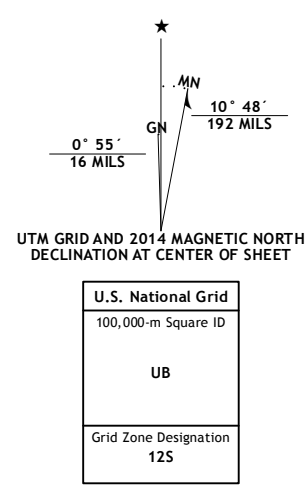 ★
MN
GN
10° 48´
192 MILS
0° 55´
16 MILS
UTM GRID AND 2014 MAGNETIC NORTH
DECLINATION AT CENTER OF SHEET
U.S. National Grid
100,000-m Square ID
UB
Grid Zone Designation
12S